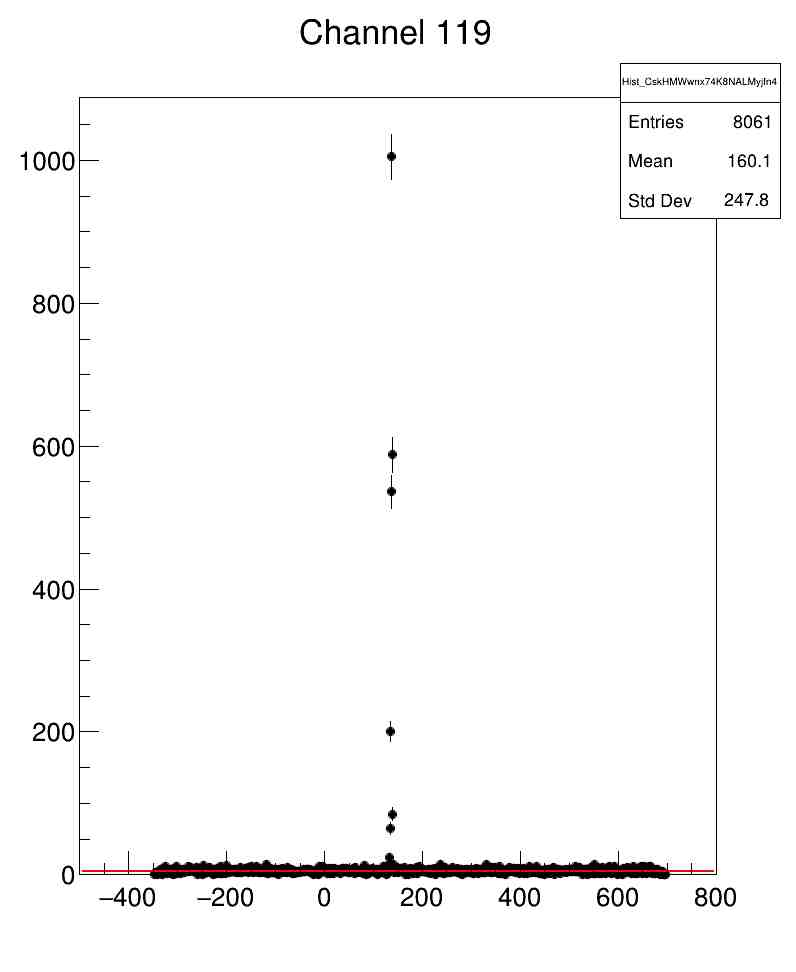 Channel 119
Hist_CskHMWwnx74K8NALMyjIn4
Entries 8061
Mean 160.1
Std Dev 247.8
1000
800
600
400
200
0
−400 −200 0 200 400 600 800